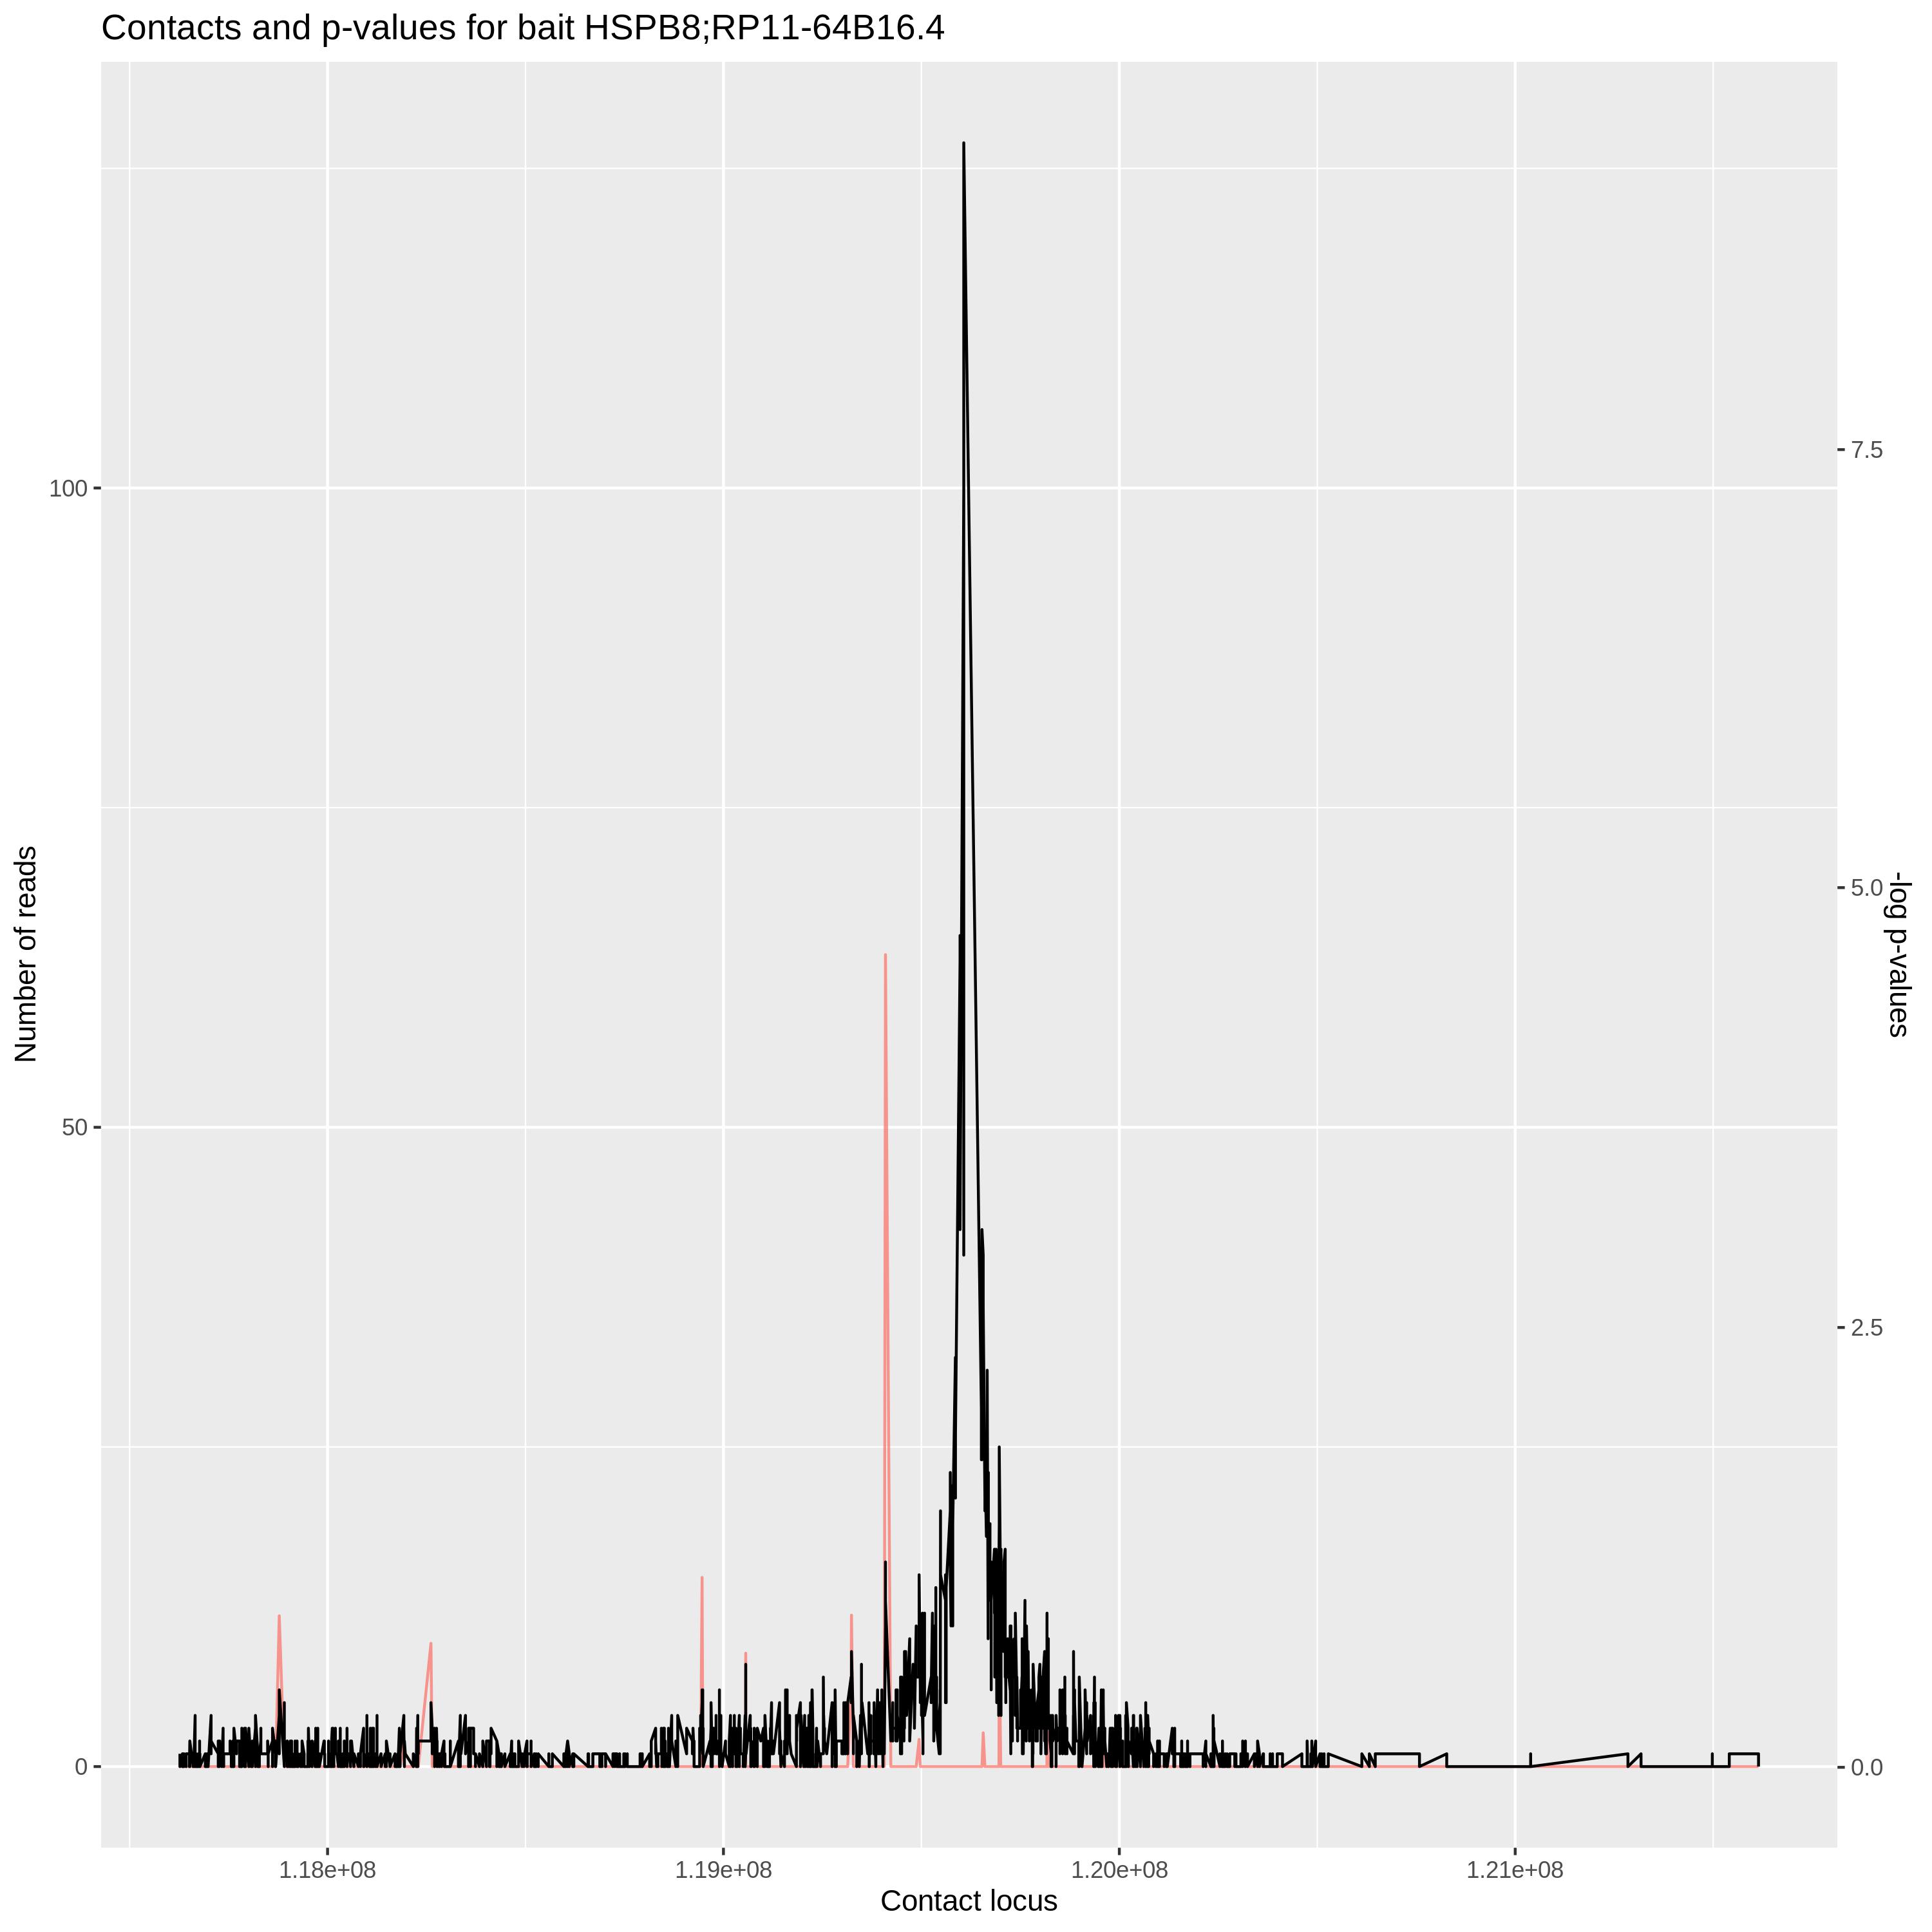 Contacts and p-values for bait HSPB8;RP11-64B16.4
Number of reads
100
50
0
7.5
5.0
2.5
0.0
-log p-values
1.18e+08 1.19e+08 1.20e+08 1.21e+08
Contact locus